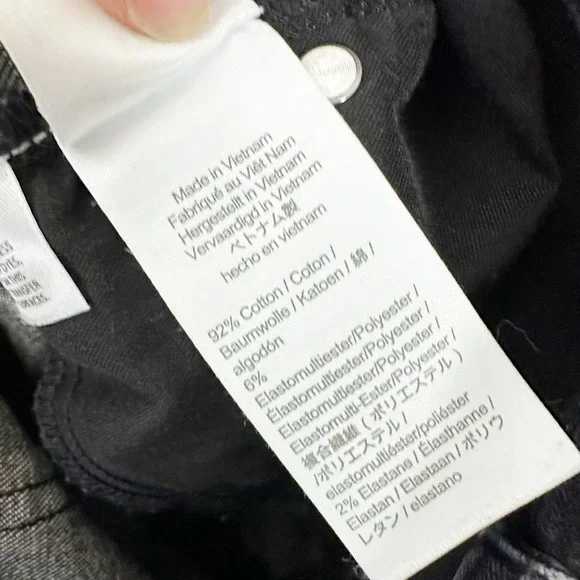 Made in Vietnam
Fabriqué au Viêt Nam
Hergestellt in Vietnam
Vervaardigd in Vietnam
ベトナム製
hecho en vietnam
92% Cotton / Coton /
Baumwolle / Katoen / 綿 /
algodón
6%
Elastomultiester/Polyester /
Élastomultiester/Polyester /
Elastomultiester/Polyester /
Elastomulti-Ester/Polyester /
複合繊維 ( ポリエステル )
/ポリエステル /
elastomultiéster/poliéster
2% Elastane / Élasthanne /
Elastan / Elastaan / ポリウ
レタン / elastano